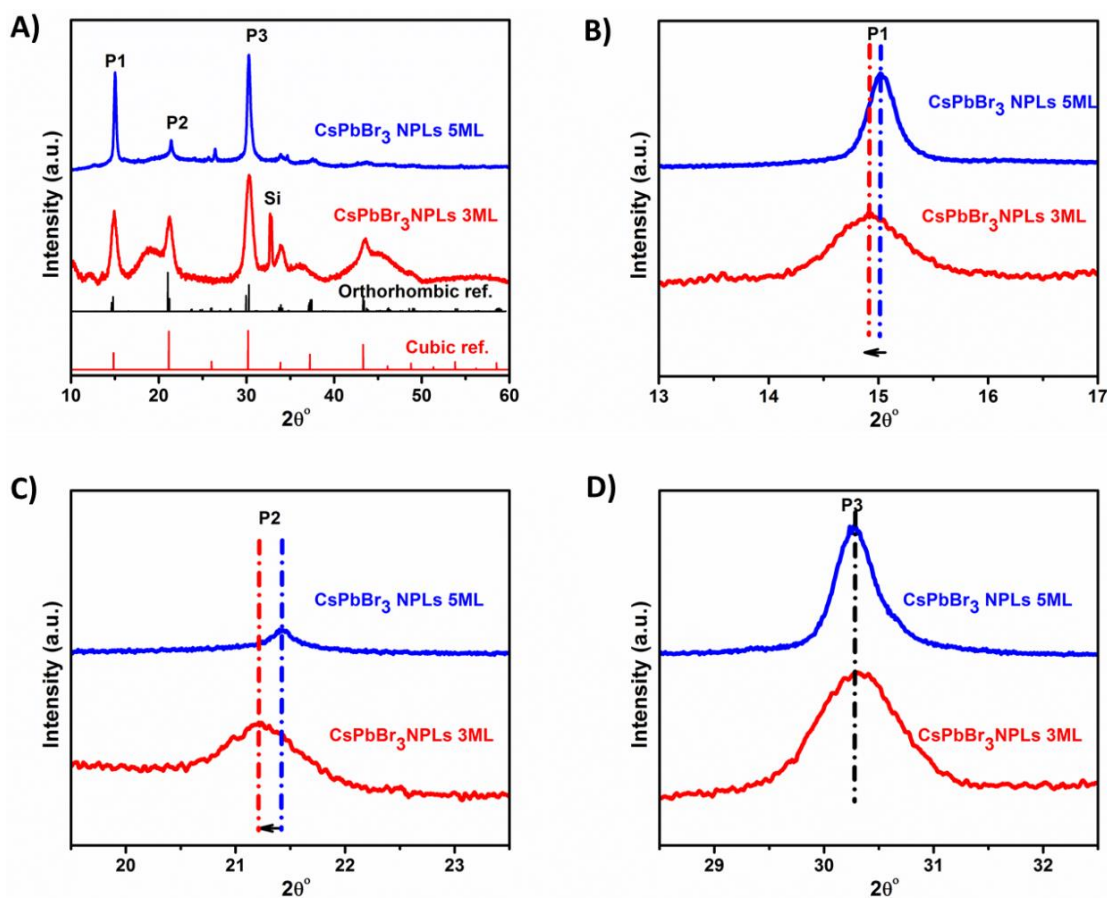 A)
P1
P2
P3
CsPbBr3 NPLs 5ML
Si
CsPbBr3NPLs 3ML
Orthorhombic ref.
Cubic ref.
Intensity (a.u.)
10 20 30 40 50 60
2θ°
B)
P1
CsPbBr3 NPLs 5ML
CsPbBr3NPLs 3ML
Intensity (a.u.)
13 14 15 16 17
2θ°
C)
P2
CsPbBr3 NPLs 5ML
CsPbBr3NPLs 3ML
Intensity (a.u.)
20 21 22 23
2θ°
D)
P3
CsPbBr3 NPLs 5ML
CsPbBr3NPLs 3ML
Intensity (a.u.)
29 30 31 32
2θ°